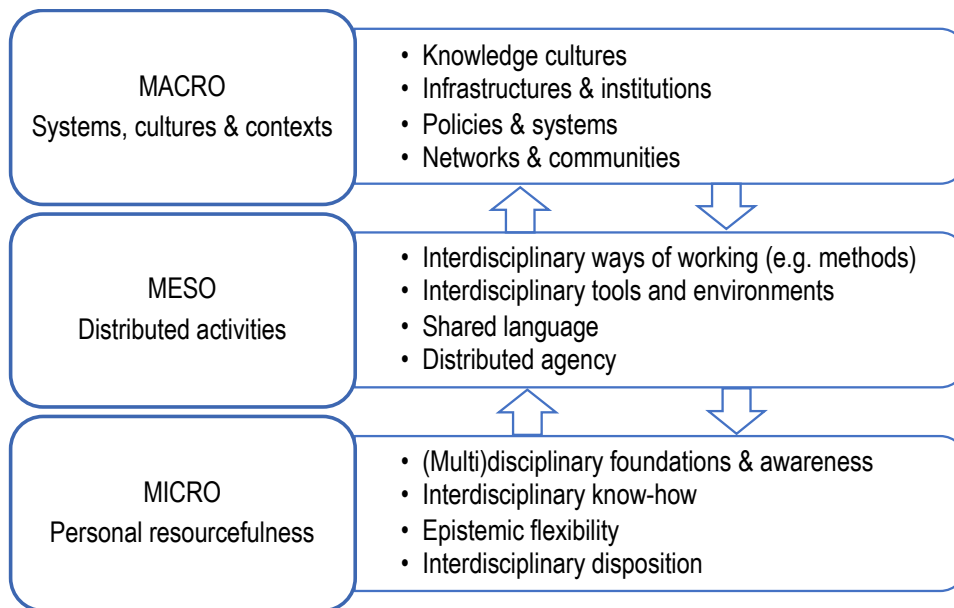 MACRO
Systems, cultures & contexts
• Knowledge cultures
• Infrastructures & institutions
• Policies & systems
• Networks & communities
MESO
Distributed activities
• Interdisciplinary ways of working (e.g. methods)
• Interdisciplinary tools and environments
• Shared language
• Distributed agency
MICRO
Personal resourcefulness
• (Multi)disciplinary foundations & awareness
• Interdisciplinary know-how
• Epistemic flexibility
• Interdisciplinary disposition